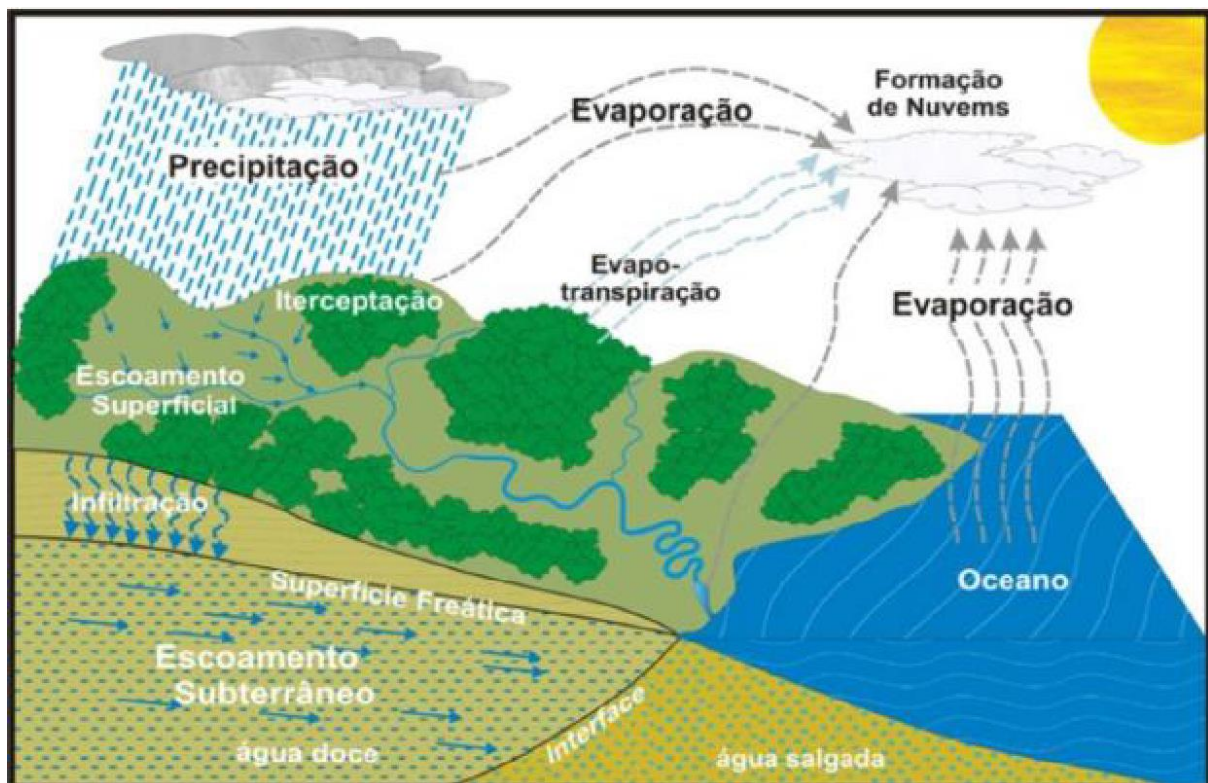 Formação
de Nuvems
Evaporação
Precipitação
Evapo-
transpiração
Iterceptação
Evaporação
Escoamento
Superficial
Infiltração
Oceano
Superfície Freática
Escoamento
Subterrâneo
Interface
água doce
água salgada